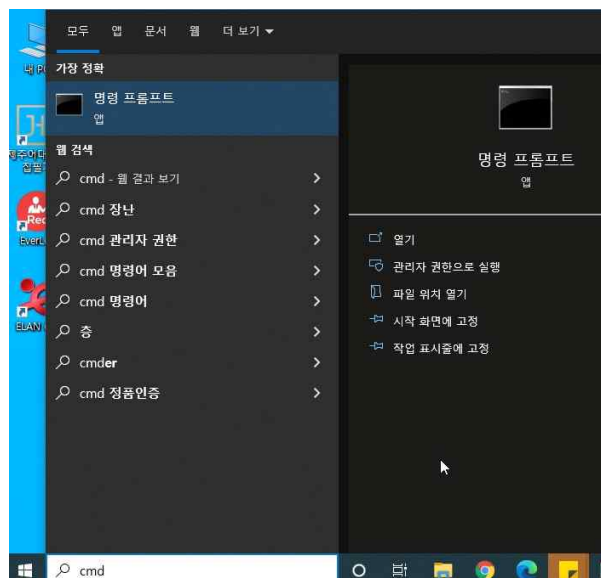 모두 앱 문서 웹 더 보기
가장 정확
명령 프롬프트
앱
웹 검색
cmd - 웹 결과 보기
cmd 장난
cmd 관리자 권한
cmd 명령어 모음
cmd 명령어
층
cmder
cmd 정품인증
명령 프롬프트
앱
열기
관리자 권한으로 실행
파일 위치 열기
시작 화면에 고정
작업 표시줄에 고정
내 P
Rec
EverL
ELAN
cmd